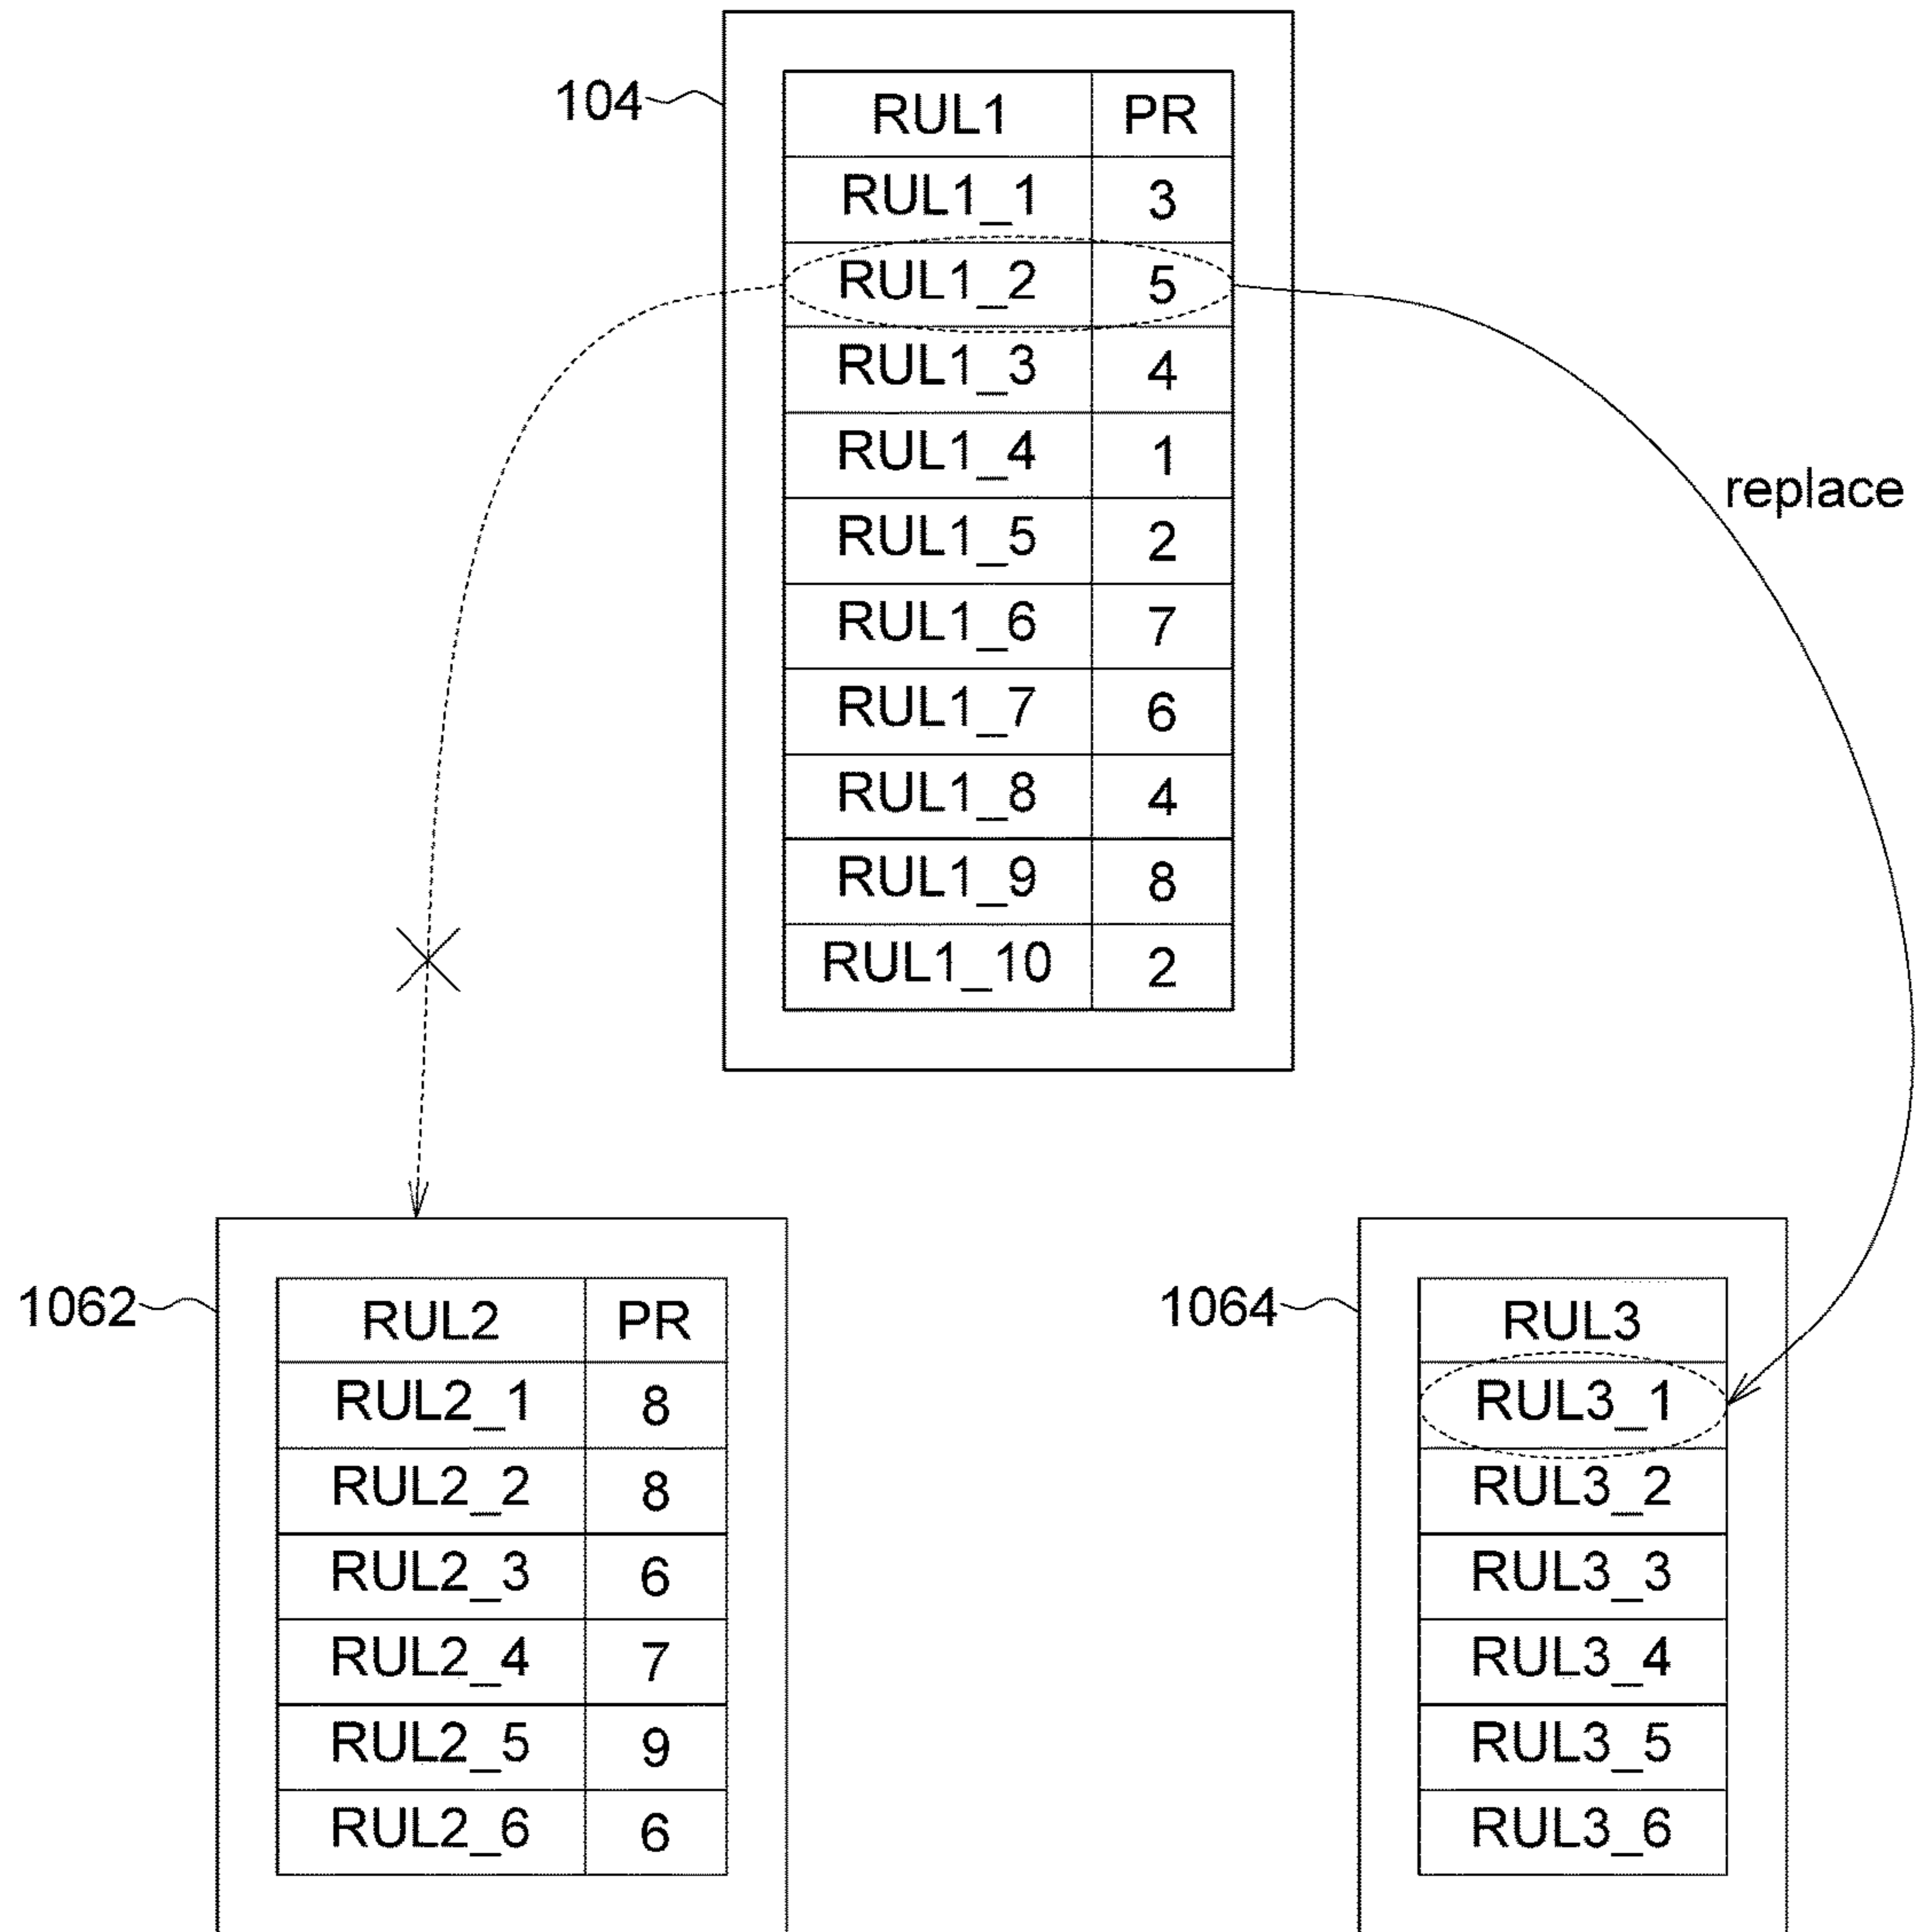 104
RUL1 PR
RUL1_1 3
RUL1_2 5
RUL1_3 4
RUL1_4 1
RUL1_5 2
RUL1_6 7
RUL1_7 6
RUL1_8 4
RUL1_9 8
RUL1_10 2
replace
1062
RUL2 PR
RUL2_1 8
RUL2_2 8
RUL2_3 6
RUL2_4 7
RUL2_5 9
RUL2_6 6
1064
RUL3
RUL3_1
RUL3_2
RUL3_3
RUL3_4
RUL3_5
RUL3_6